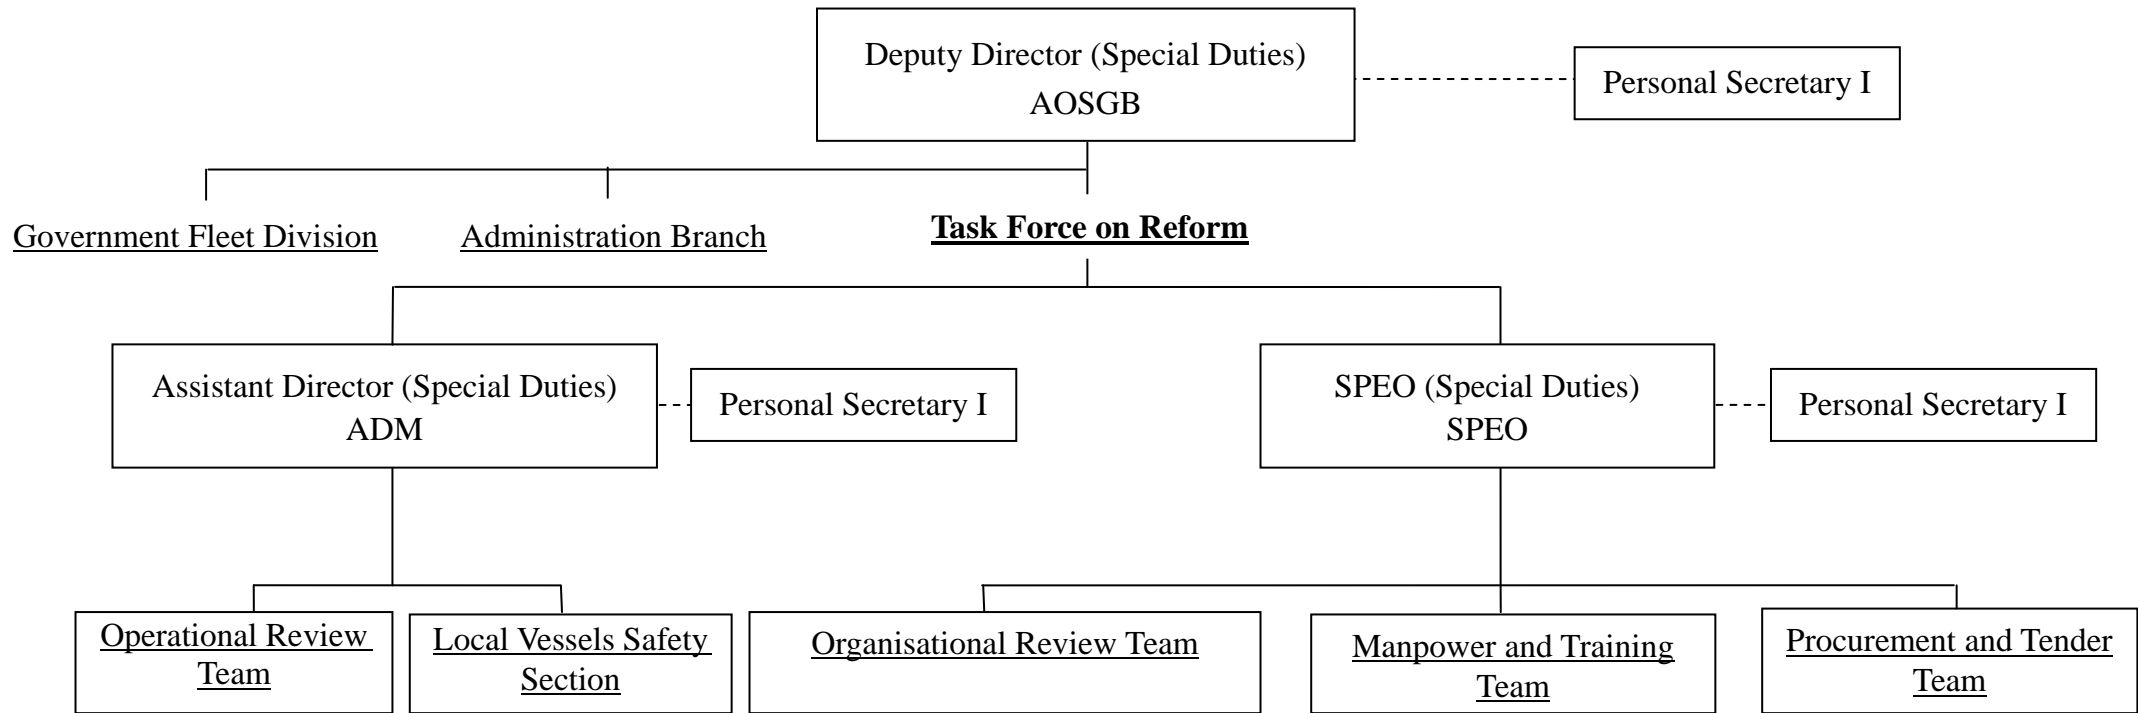 Deputy Director (Special Duties)
AOSGB
Personal Secretary I
Government Fleet Division
Administration Branch
Task Force on Reform
Assistant Director (Special Duties)
ADM
Personal Secretary I
SPEO (Special Duties)
SPEO
Personal Secretary I
Operational Review
Team
Local Vessels Safety
Section
Organisational Review Team
Manpower and Training
Team
Procurement and Tender
Team